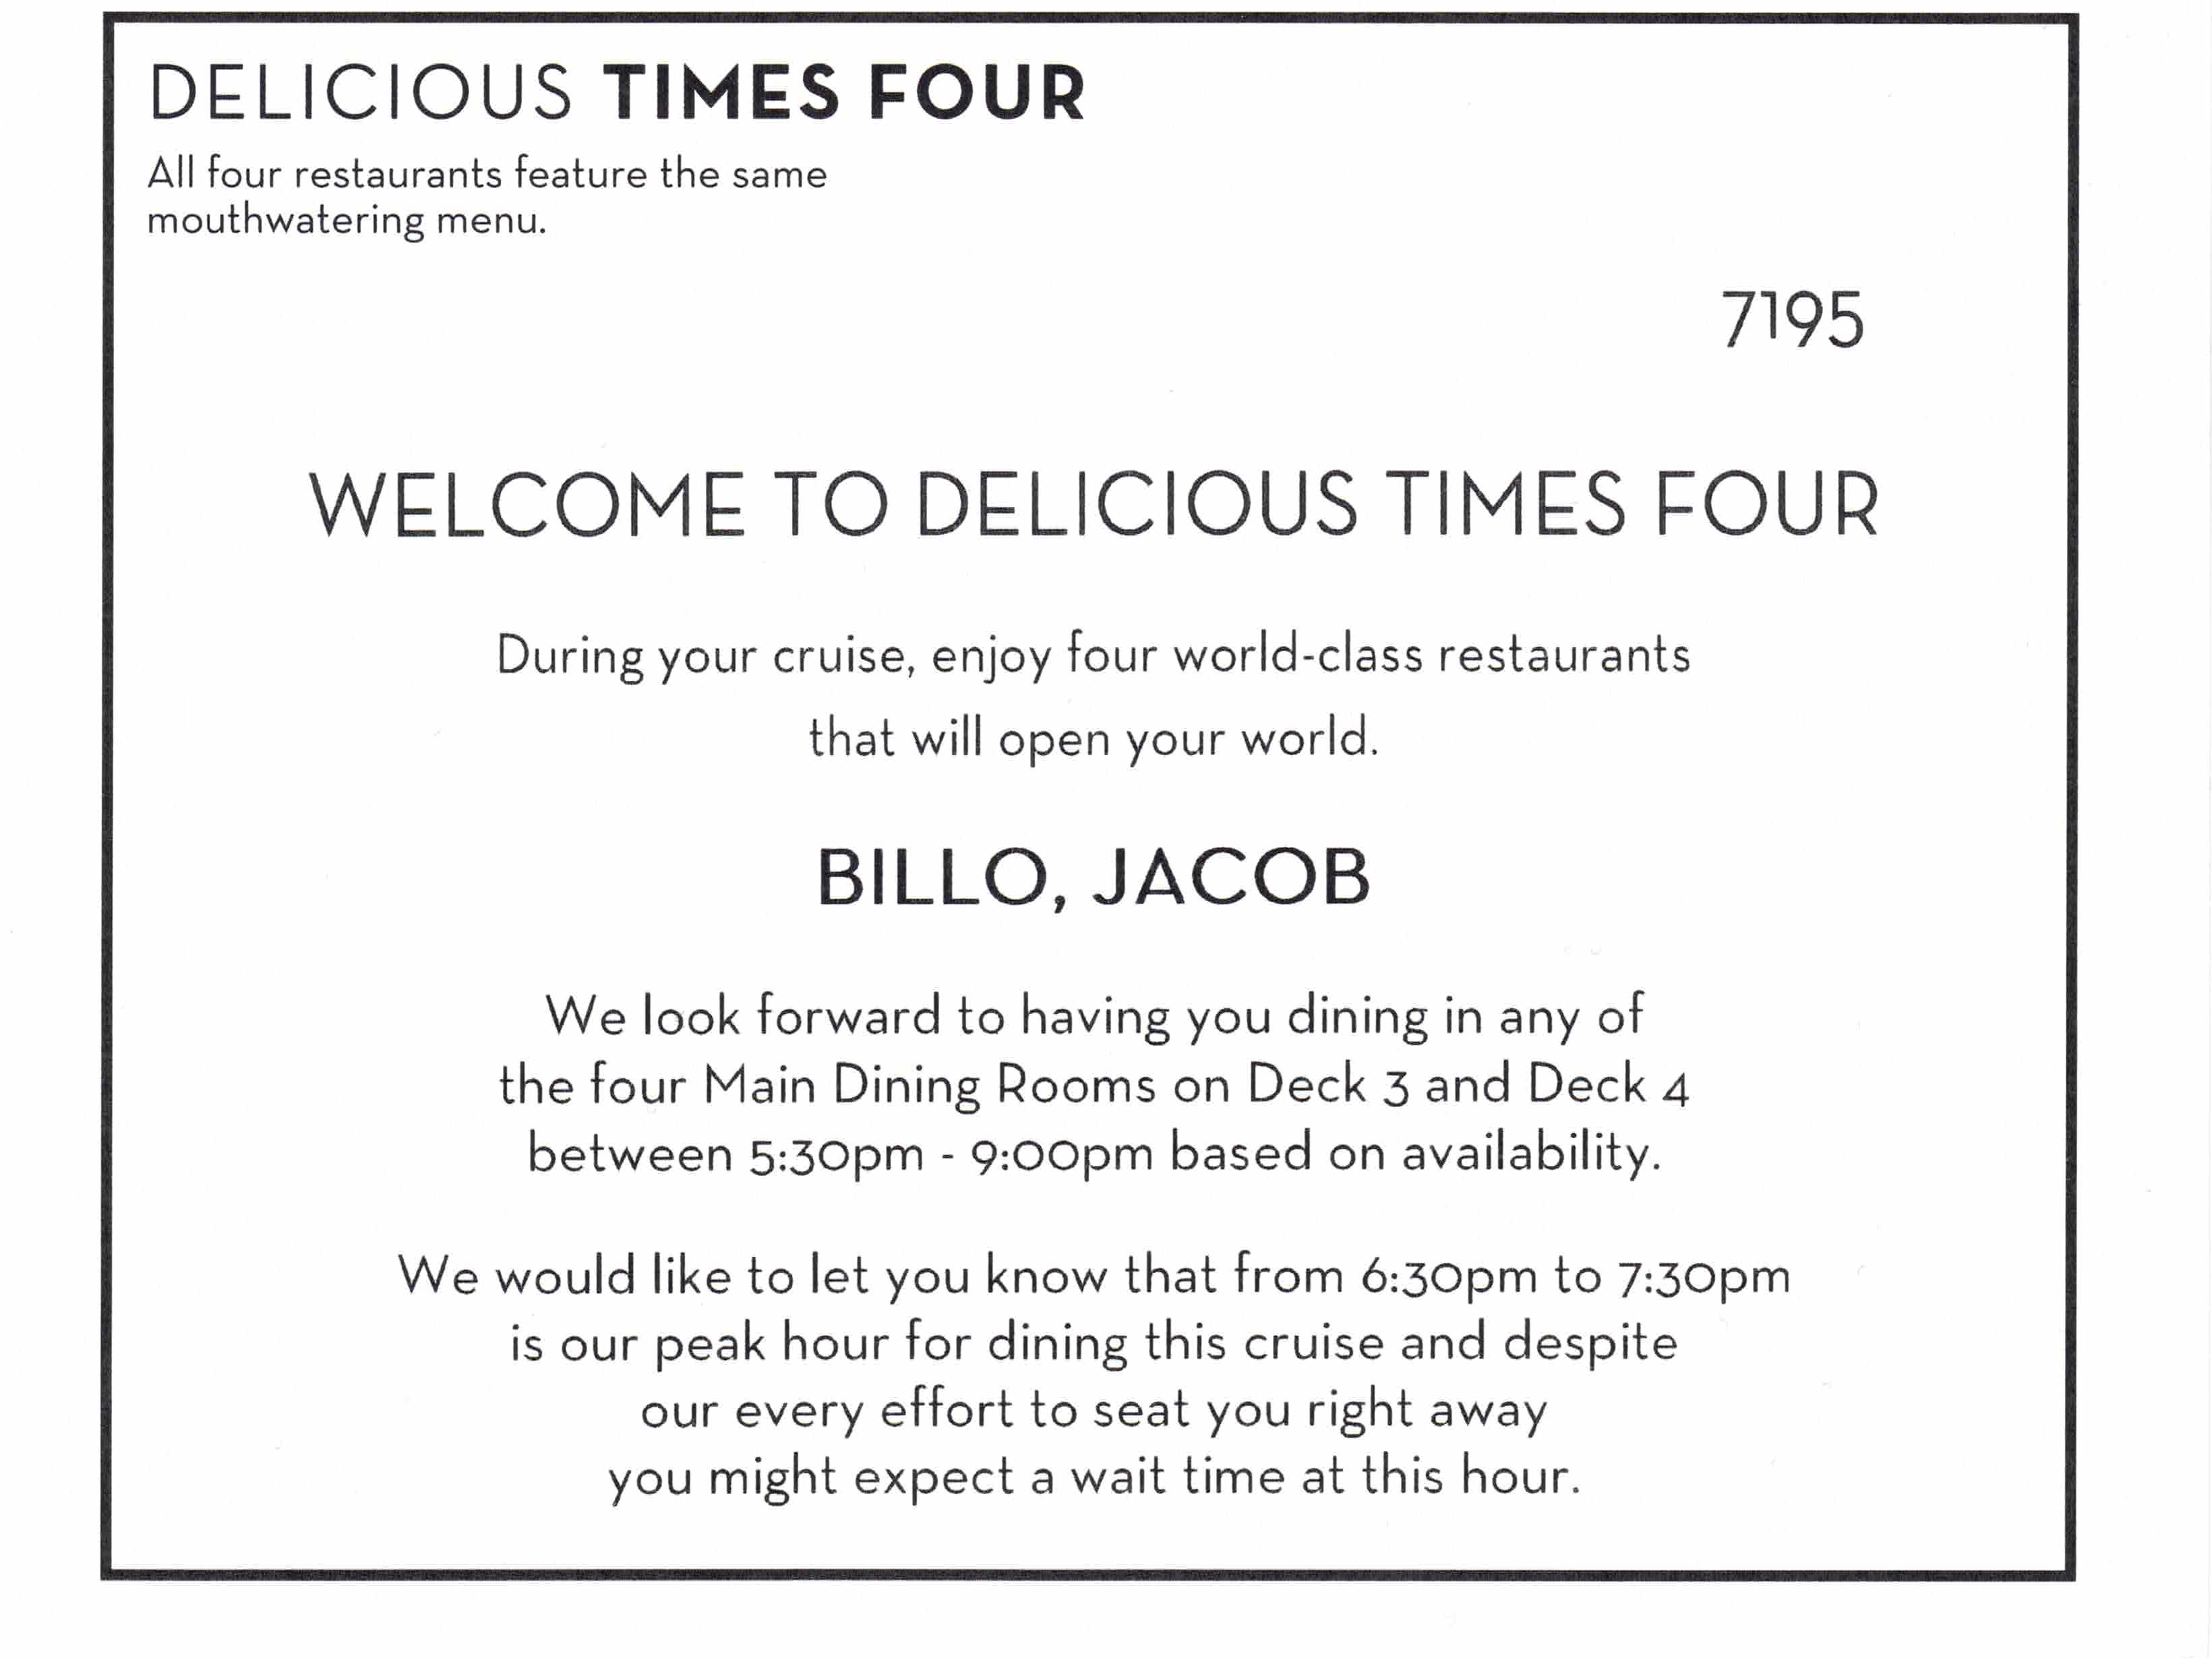 DELICIOUS TIMES FOUR
All four restaurants feature the same
mouthwatering menu.
7195
WELCOME TO DELICIOUS TIMES FOUR
During your cruise, enjoy four world-class restaurants
that will open your world.
BILLO, JACOB
We look forward to having you dining in any of
the four Main Dining Rooms on Deck 3 and Deck 4
between 5:30pm - 9:00pm based on availability.
We would like to let you know that from 6:30pm to 7:30pm
is our peak hour for dining this cruise and despite
our every effort to seat you right away
you might expect a wait time at this hour.